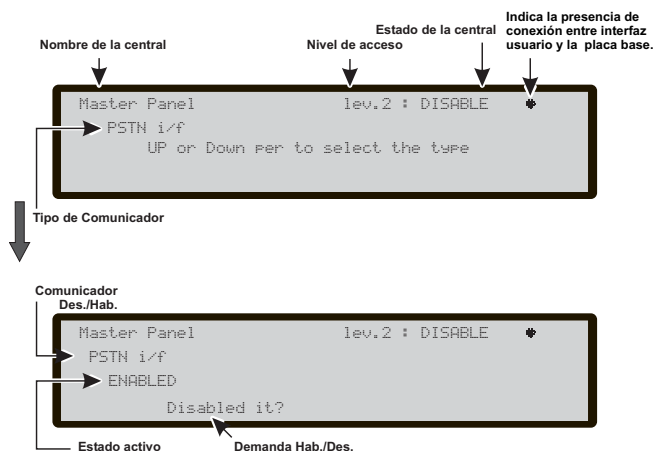 Indica la presencia de
conexión entre interfaz
usuario y la placa base.
Estado de la central
Nombre de la central
Nivel de acceso
Master Panel lev.2 : DISABLE
PSTN i/f
UP or Down per to select the type
Tipo de Comunicador
Comunicador
Des./Hab.
Master Panel lev.2 : DISABLE
PSTN i/f
ENABLED
Disabled it?
Estado activo
Demanda Hab./Des.